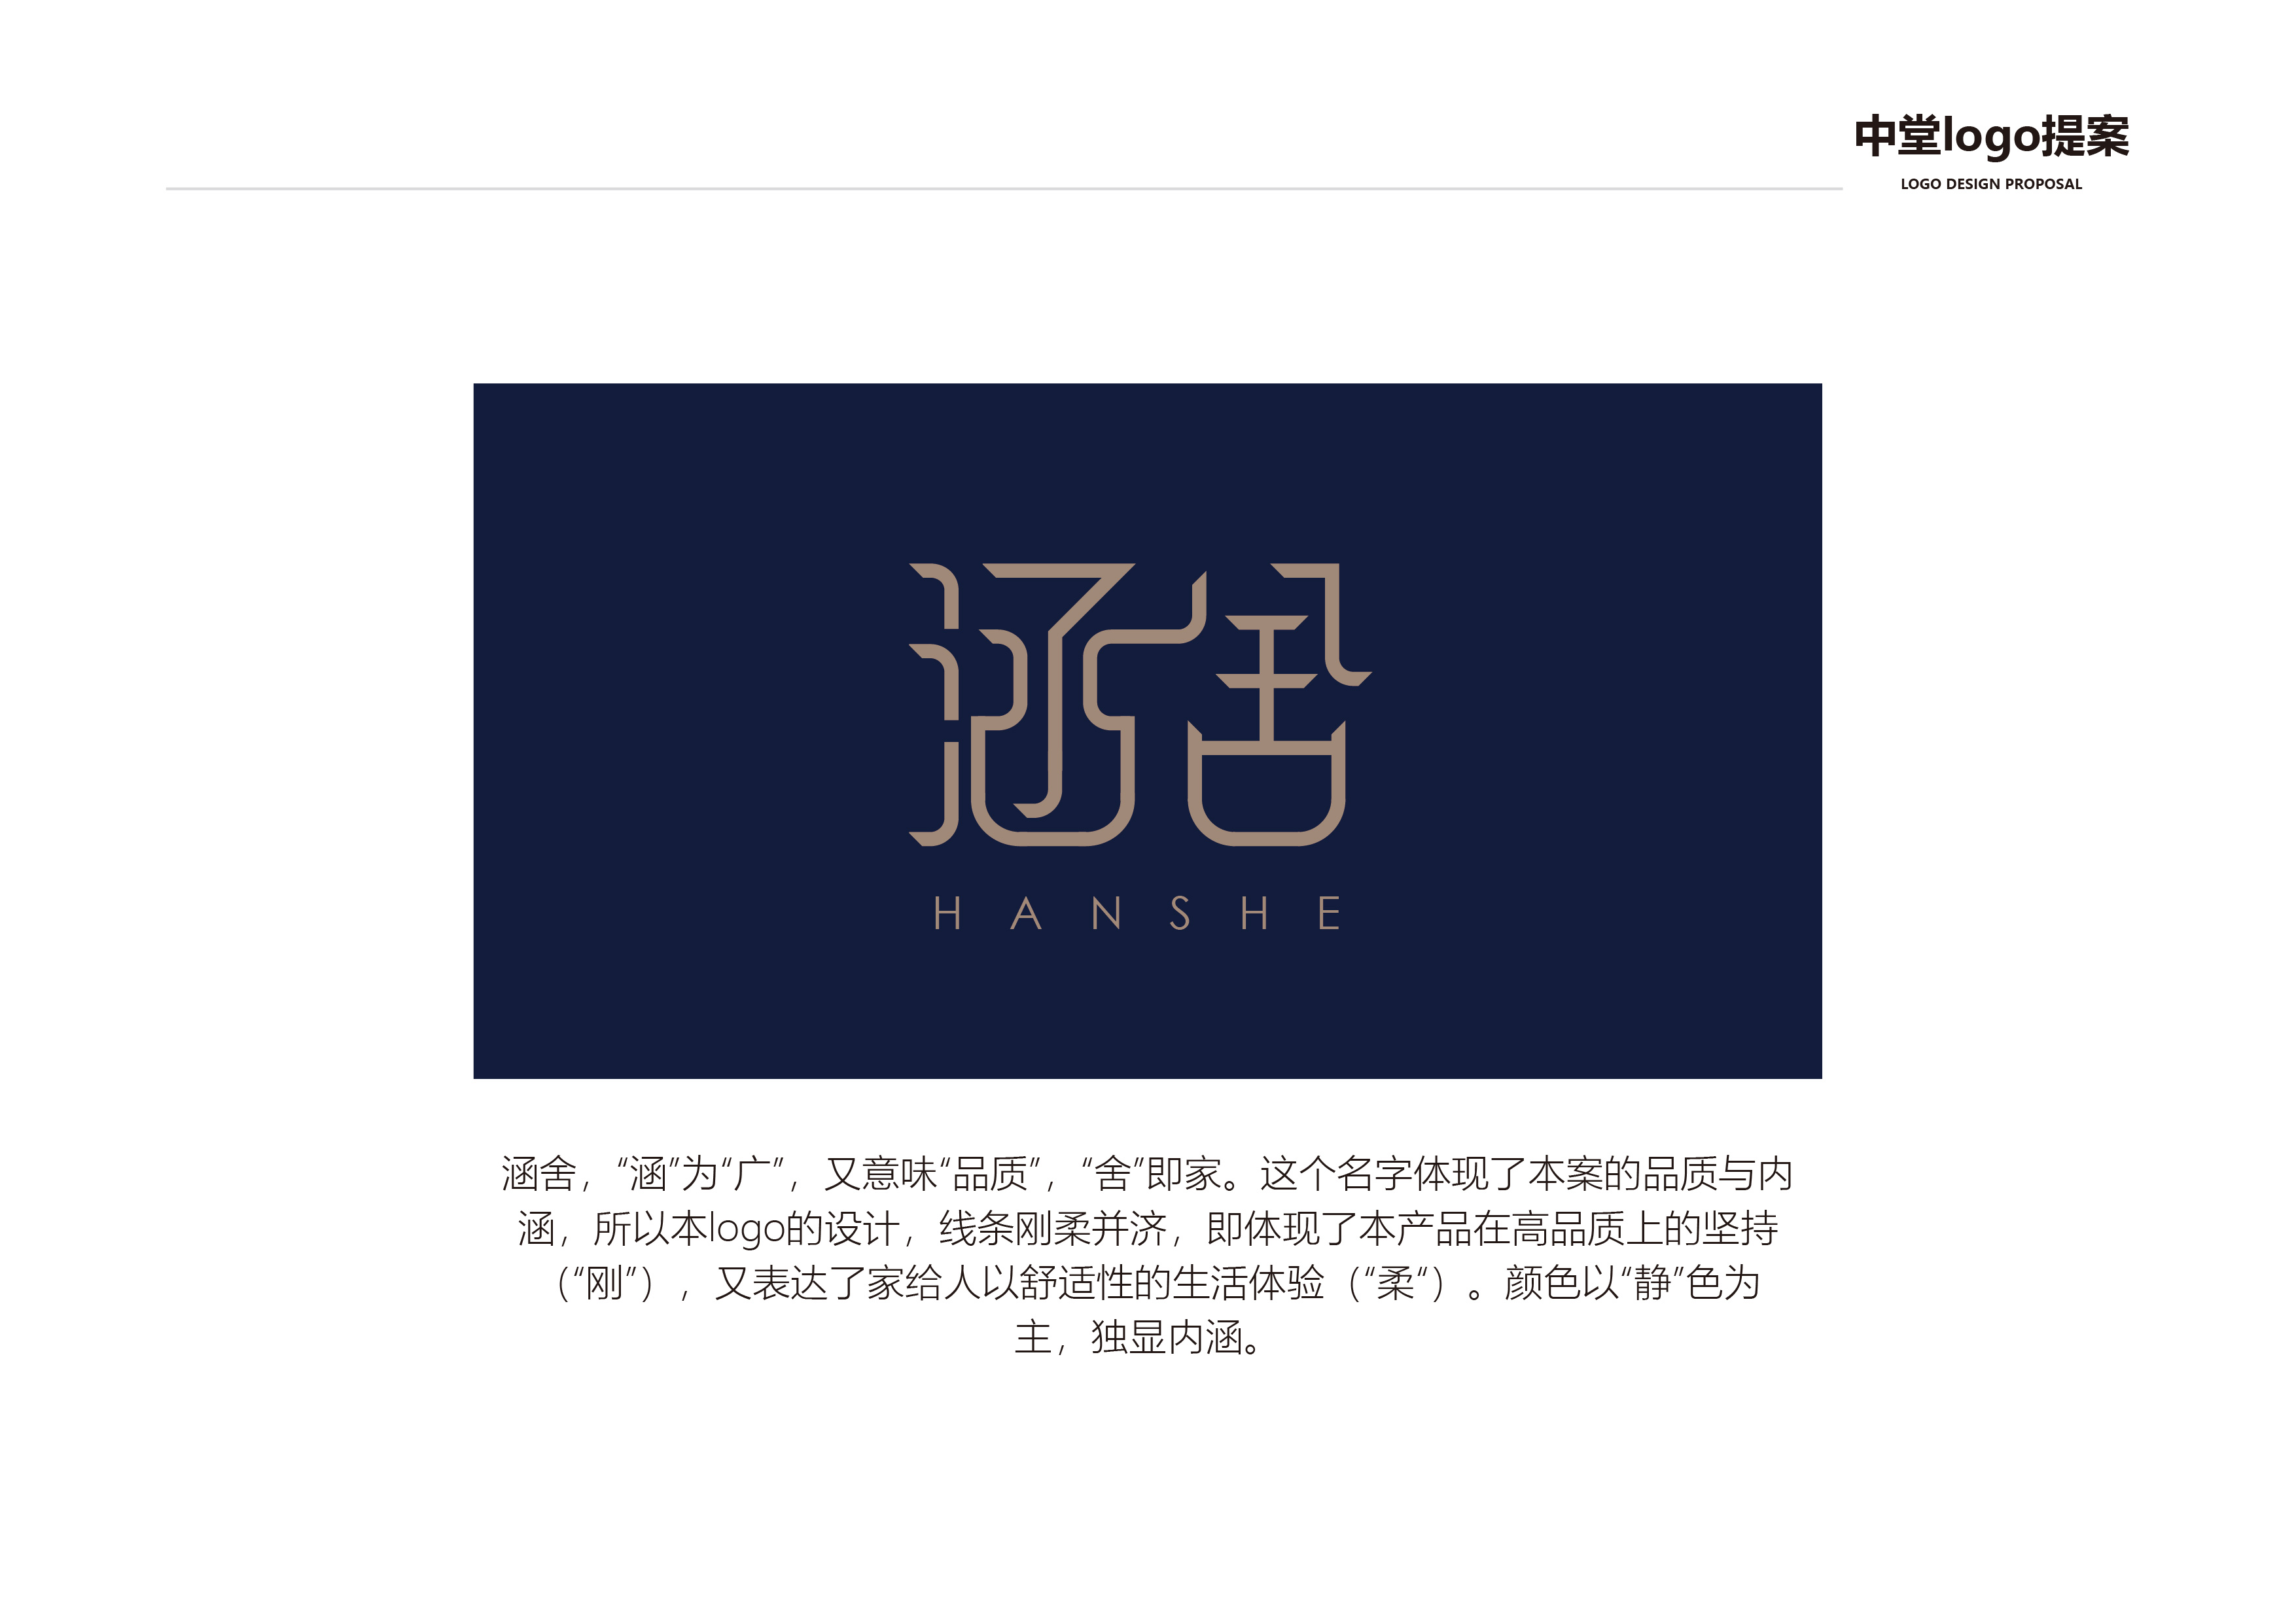 中堂logo提案
LOGO DESIGN PROPOSAL
涵舍
HANSHE
涵舍，“涵”为“广”，又意味“品质”，“舍”即家。这个名字体现了本案的品质与内
涵，所以本logo的设计，线条刚柔并济，即体现了本产品在高品质上的坚持
（“刚”），又表达了家给人以舒适性的生活体验（“柔“）。颜色以“静”色为
主，独显内涵。